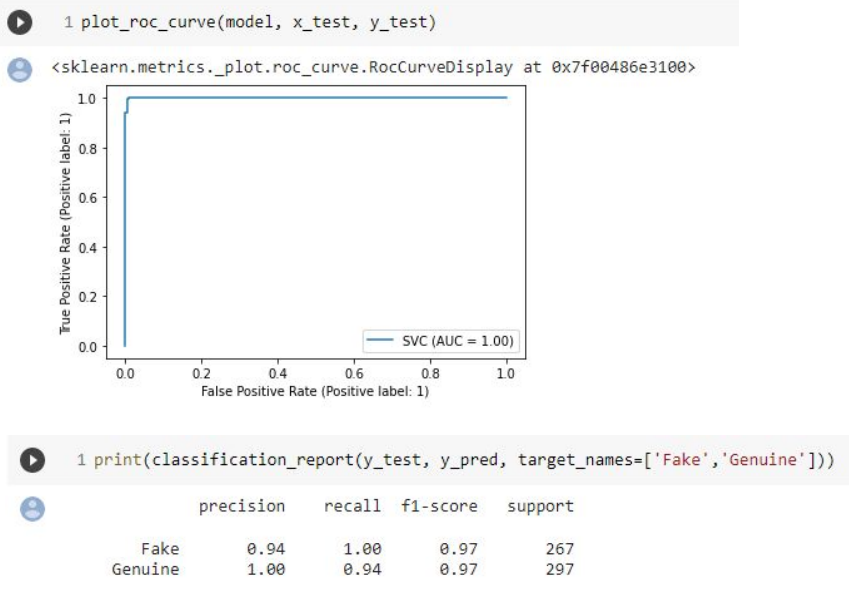 1 plot_roc_curve(model, x_test, y_test)
<sklearn.metrics._plot.roc_curve.RocCurveDisplay at 0x7f00486e3100>
1.0
0.8
0.6
0.4
0.2
0.0
True Positive Rate (Positive label: 1)
SVC (AUC = 1.00)
0.0 0.2 0.4 0.6 0.8 1.0
False Positive Rate (Positive label: 1)
1 print(classification_report(y_test, y_pred, target_names=['Fake','Genuine']))
precision recall f1-score support
Fake 0.94 1.00 0.97 267
Genuine 1.00 0.94 0.97 297